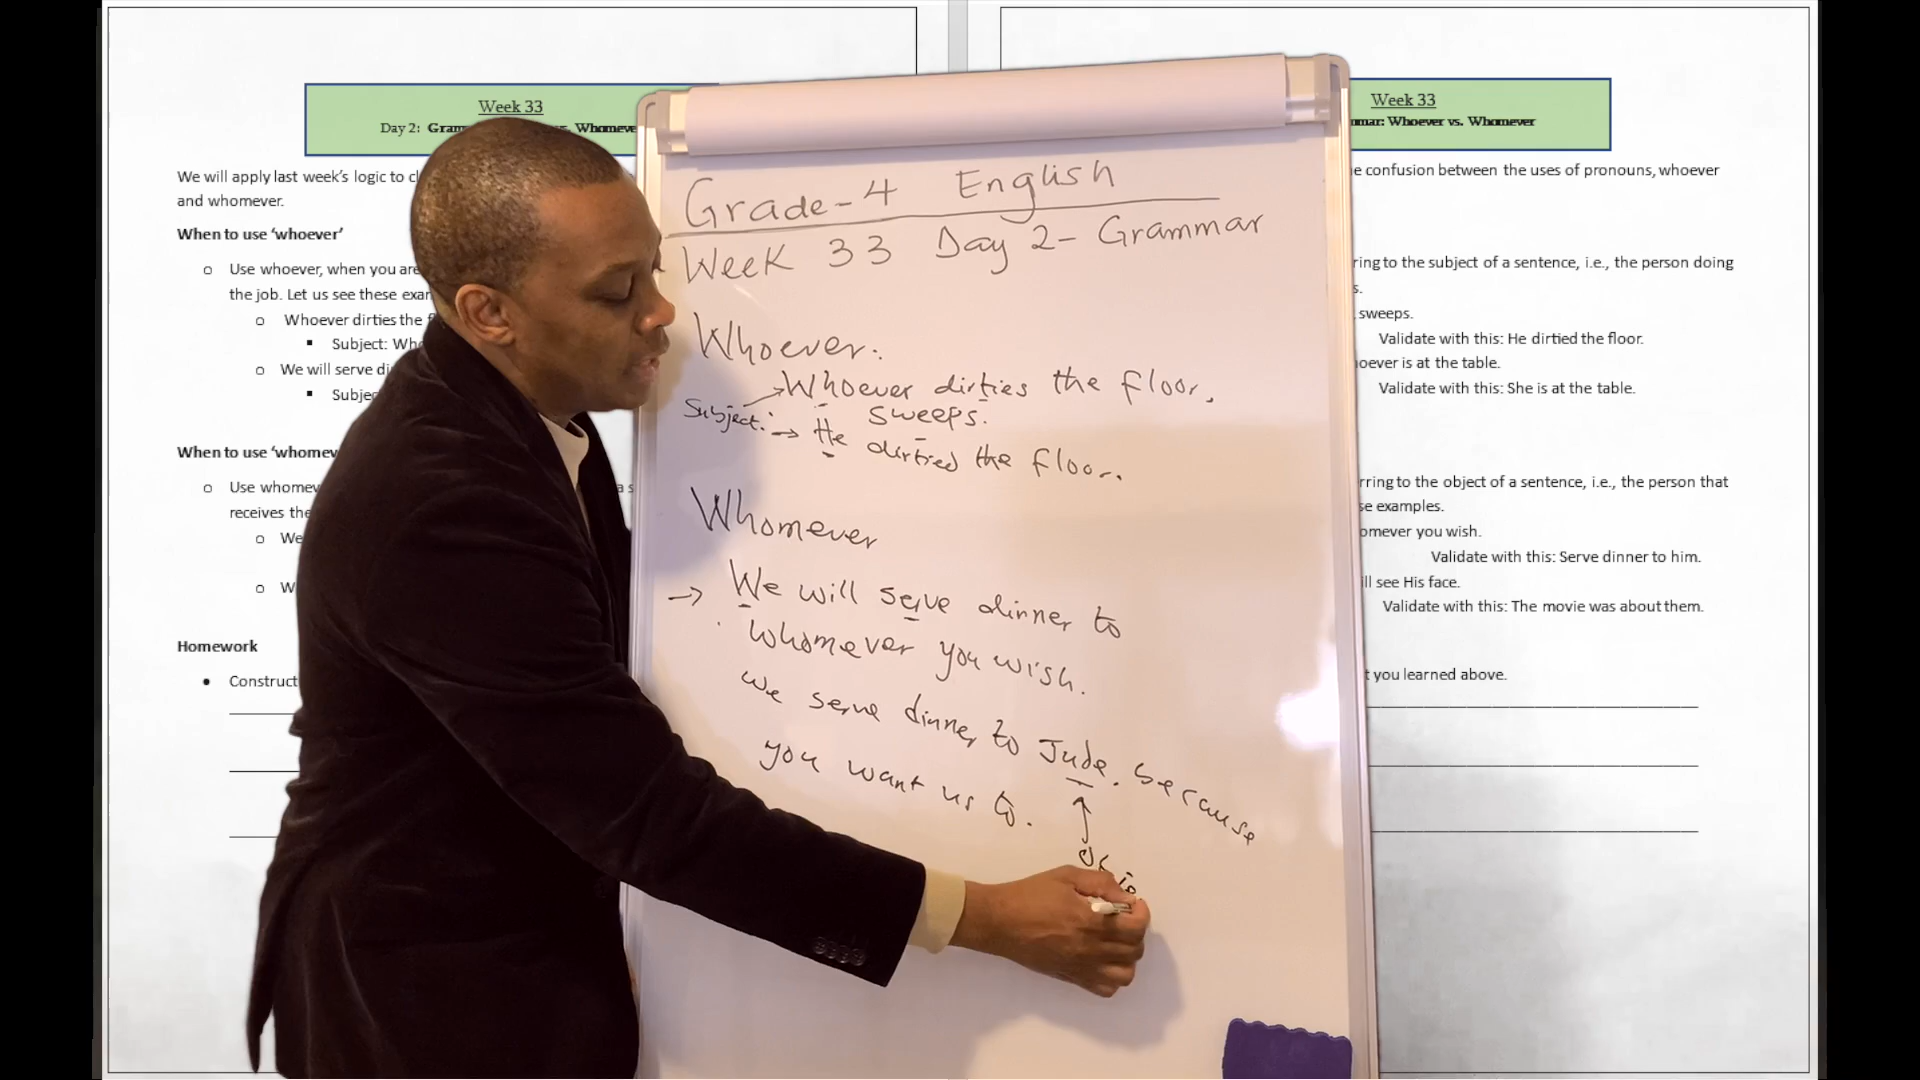 Week 33
Day 2: Gram Whomeve
We will apply last week's logic to cl
and whomever.
When to use 'whoever'
Use whoever, when you are
the job. Let us see these exam
Whoever dirties the f
Subject: Who
We will serve di
Subjec
When to use 'whomev
Use whomev
receives the
We
W
Homework
Construct
Grade-4 English
Week 33 Day 2- Grammar
Whoever:
Whoever dirties the floor,
sweeps.
Subject: → He dirtied the floor.
Whomever
→ We will serve dinner to
whomever you wish.
we serve dinner to Jude, because
you want us to.
Obje
Week 33
mmar: Whoever vs. Whomever
e confusion between the uses of pronouns, whoever
ring to the subject of a sentence, i.e., the person doing
s.
sweeps.
Validate with this: He dirtied the floor.
oever is at the table.
Validate with this: She is at the table.
rring to the object of a sentence, i.e., the person that
se examples.
omever you wish.
Validate with this: Serve dinner to him.
ll see His face.
Validate with this: The movie was about them.
t you learned above.